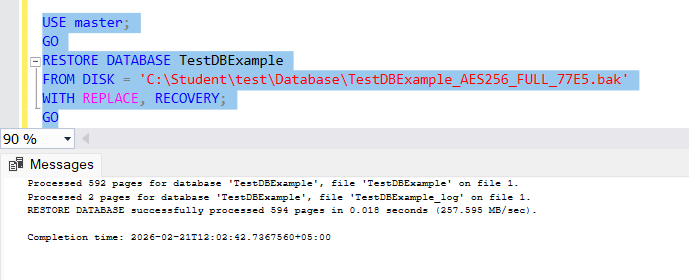 USE master;
GO
RESTORE DATABASE TestDBExample
FROM DISK = 'C:\Student\test\Database\TestDBExample_AES256_FULL_77E5.bak'
WITH REPLACE, RECOVERY;
GO
90 %
Messages
Processed 592 pages for database 'TestDBExample', file 'TestDBExample' on file 1.
Processed 2 pages for database 'TestDBExample', file 'TestDBExample_log' on file 1.
RESTORE DATABASE successfully processed 594 pages in 0.018 seconds (257.595 MB/sec).
Completion time: 2026-02-21T12:02:42.7367560+05:00